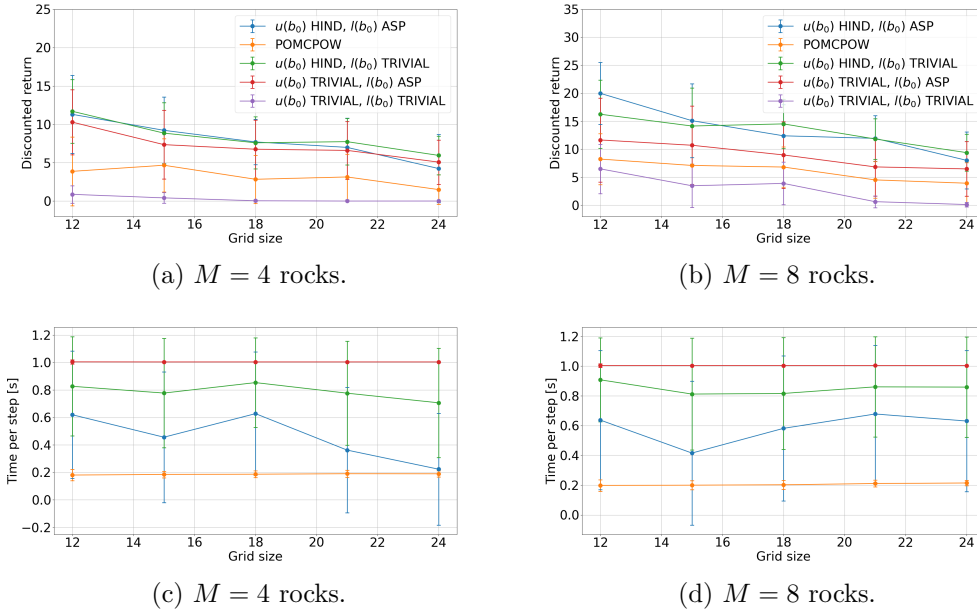 25
20
15
10
5
0
Discounted return
12 14 16 18 20 22 24
Grid size
u(b₀) HIND, l(b₀) ASP
POMCPOW
u(b₀) HIND, l(b₀) TRIVIAL
u(b₀) TRIVIAL, l(b₀) ASP
u(b₀) TRIVIAL, l(b₀) TRIVIAL
(a) M = 4 rocks.
35
30
25
20
15
10
5
0
Discounted return
12 14 16 18 20 22 24
Grid size
u(b₀) HIND, l(b₀) ASP
POMCPOW
u(b₀) HIND, l(b₀) TRIVIAL
u(b₀) TRIVIAL, l(b₀) ASP
u(b₀) TRIVIAL, l(b₀) TRIVIAL
(b) M = 8 rocks.
1.2
1.0
0.8
0.6
0.4
0.2
0.0
−0.2
Time per step [s]
12 14 16 18 20 22 24
Grid size
(c) M = 4 rocks.
1.2
1.0
0.8
0.6
0.4
0.2
0.0
Time per step [s]
12 14 16 18 20 22 24
Grid size
(d) M = 8 rocks.